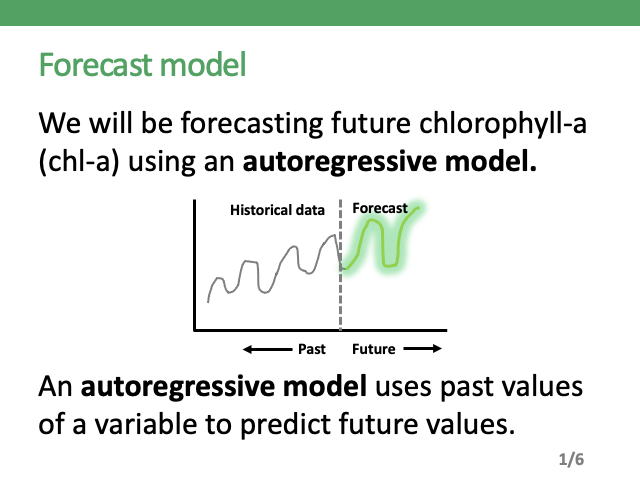 Forecast model
We will be forecasting future chlorophyll-a
(chl-a) using an autoregressive model.
Historical data
Forecast
Past
Future
An autoregressive model uses past values
of a variable to predict future values.
1/6